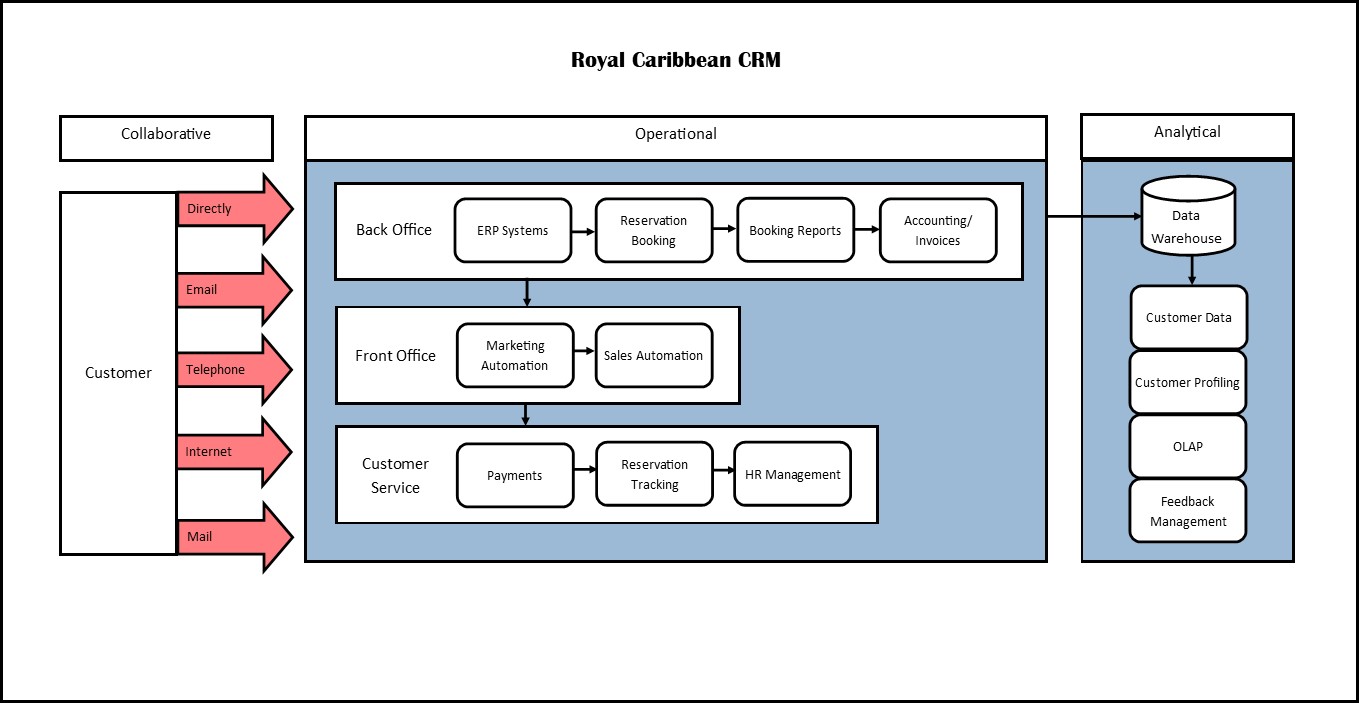 Royal Caribbean CRM
Collaborative
Operational
Analytical
Customer
Directly
Email
Telephone
Internet
Mail
Back Office
ERP Systems
Reservation
Booking
Booking Reports
Accounting/
Invoices
Front Office
Marketing
Automation
Sales Automation
Customer
Service
Payments
Reservation
Tracking
HR Management
Data
Warehouse
Customer Data
Customer Profiling
OLAP
Feedback
Management